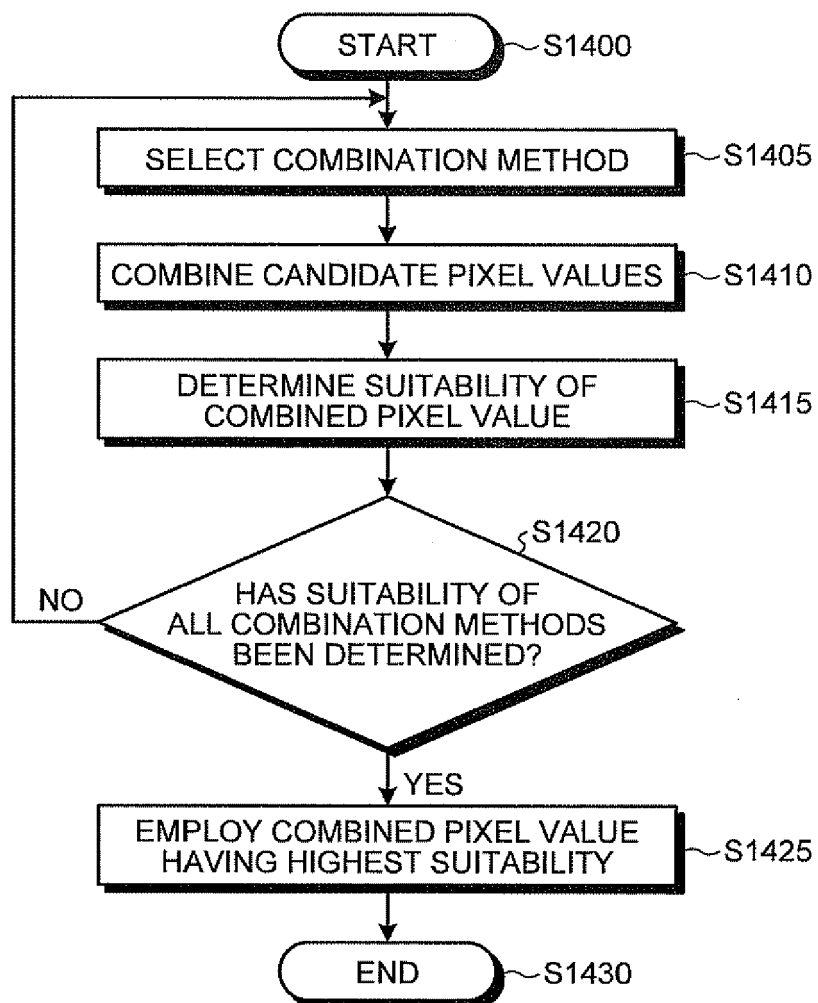 START
S1400
SELECT COMBINATION METHOD
S1405
COMBINE CANDIDATE PIXEL VALUES
S1410
DETERMINE SUITABILITY OF
COMBINED PIXEL VALUE
S1415
S1420
HAS SUITABILITY OF
ALL COMBINATION METHODS
BEEN DETERMINED?
NO
YES
EMPLOY COMBINED PIXEL VALUE
HAVING HIGHEST SUITABILITY
S1425
END
S1430